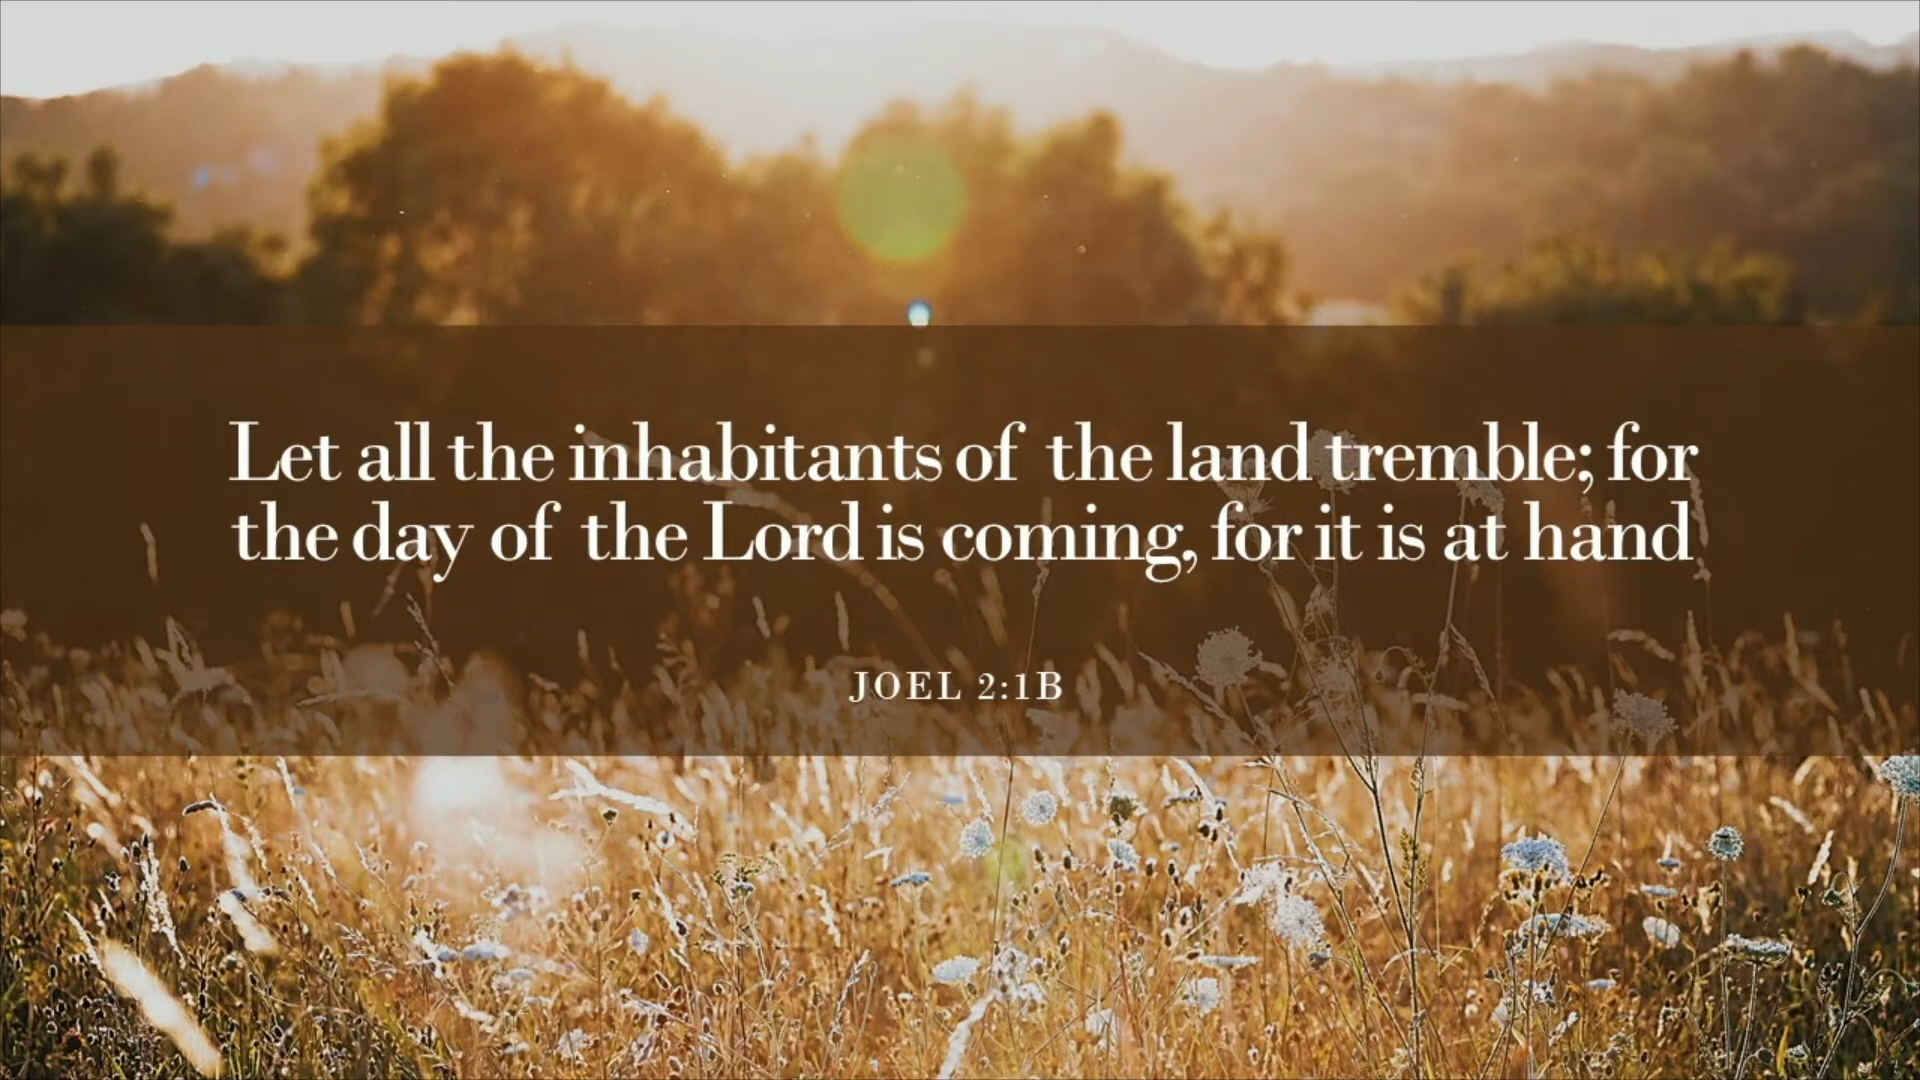 Let all the inhabitants of the land tremble; for
the day of the Lord is coming, for it is at hand
JOEL 2:1B